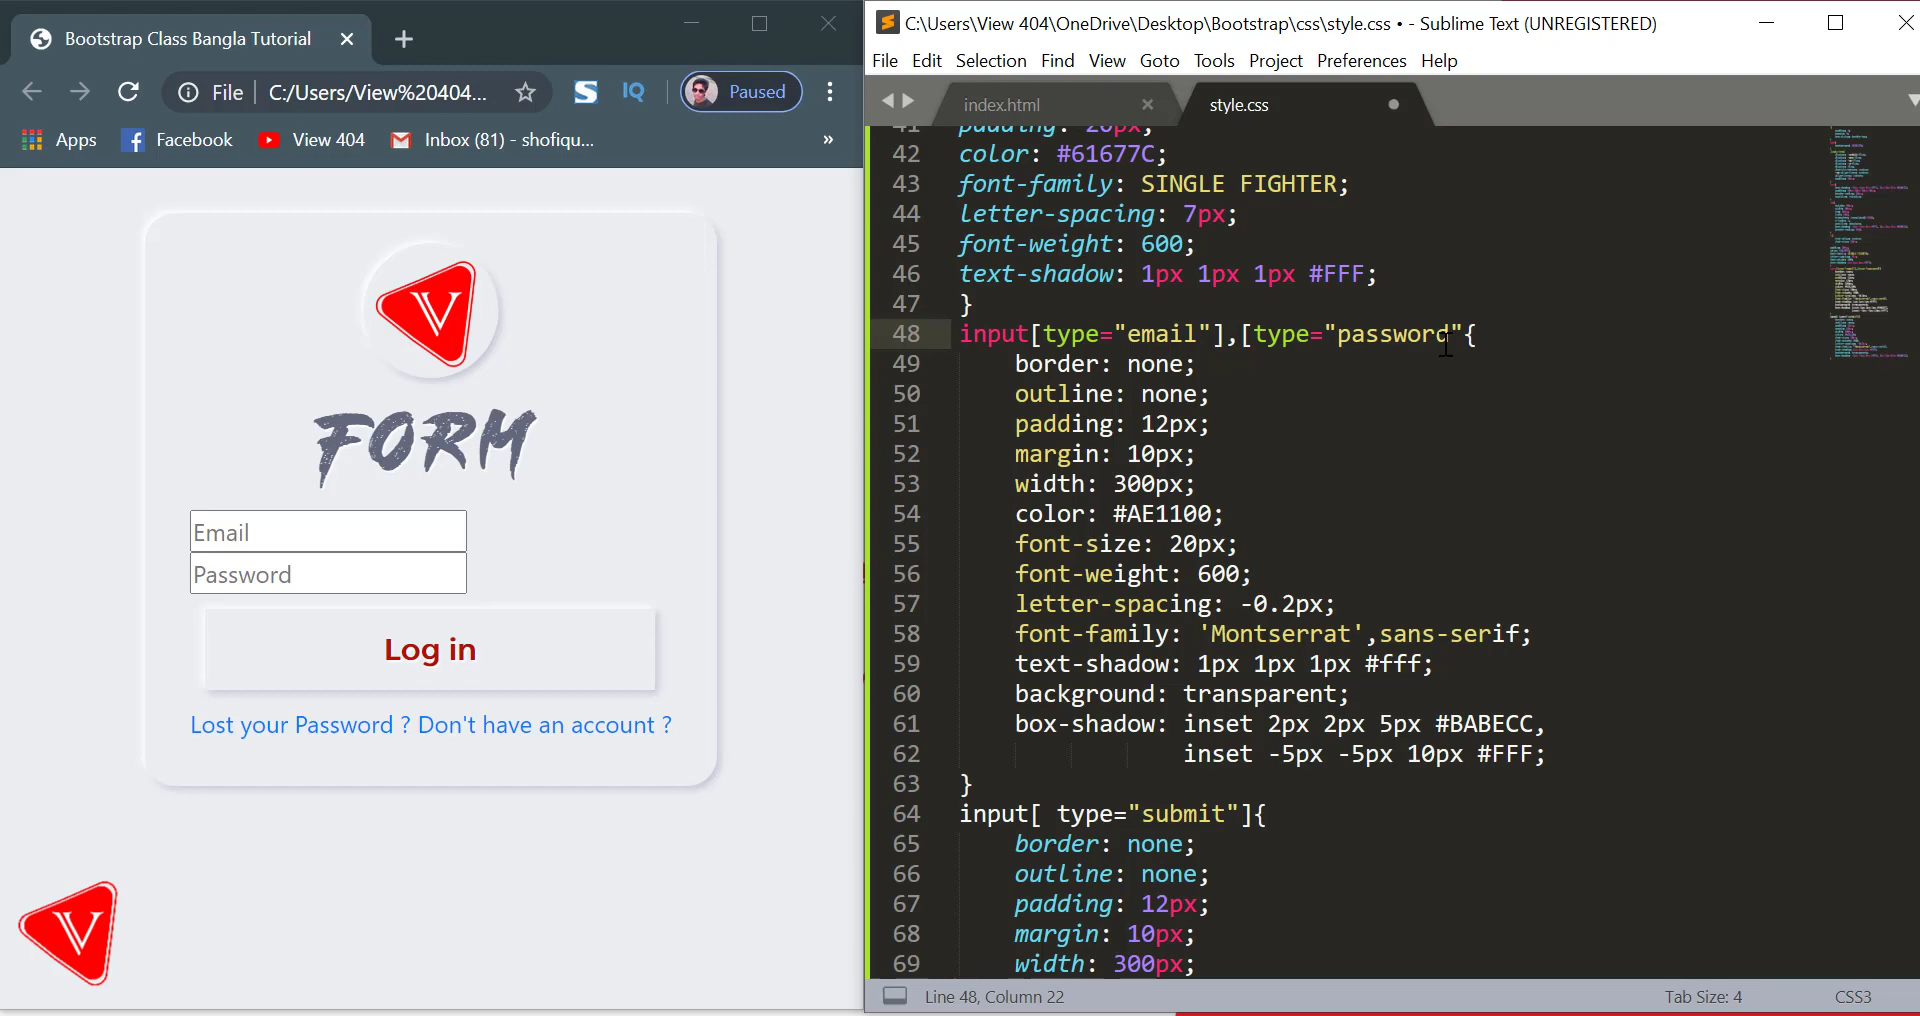 Bootstrap Class Bangla Tutorial
File
C:/Users/View%20404...
S
IQ
Paused
Apps
Facebook
View 404
Inbox (81) - shofiqu...
»
V
FORM
Email
Password
Log in
Lost your Password ? Don't have an account ?
V
C:\Users\View 404\OneDrive\Desktop\Bootstrap\css\style.css • - Sublime Text (UNREGISTERED)
File Edit Selection Find View Goto Tools Project Preferences Help
index.html
style.css
41 padding: 20px;
42 color: #61677C;
43 font-family: SINGLE FIGHTER;
44 letter-spacing: 7px;
45 font-weight: 600;
46 text-shadow: 1px 1px 1px #FFF;
47 }
48 input[type="email"],[type="password"{
49 border: none;
50 outline: none;
51 padding: 12px;
52 margin: 10px;
53 width: 300px;
54 color: #AE1100;
55 font-size: 20px;
56 font-weight: 600;
57 letter-spacing: -0.2px;
58 font-family: 'Montserrat',sans-serif;
59 text-shadow: 1px 1px 1px #fff;
60 background: transparent;
61 box-shadow: inset 2px 2px 5px #BABECC,
62 inset -5px -5px 10px #FFF;
63 }
64 input[ type="submit"]{
65 border: none;
66 outline: none;
67 padding: 12px;
68 margin: 10px;
69 width: 300px;
Line 48, Column 22
Tab Size: 4
CSS3